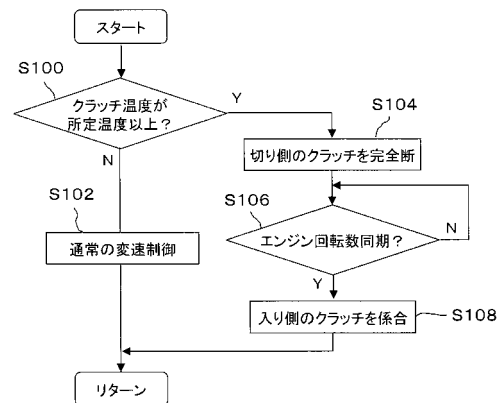 スタート
S100
クラッチ温度が
所定温度以上?
Y
N
S104
切り側のクラッチを完全断
S102
通常の変速制御
S106
エンジン回転数同期?
N
Y
入り側のクラッチを係合
S108
リターン